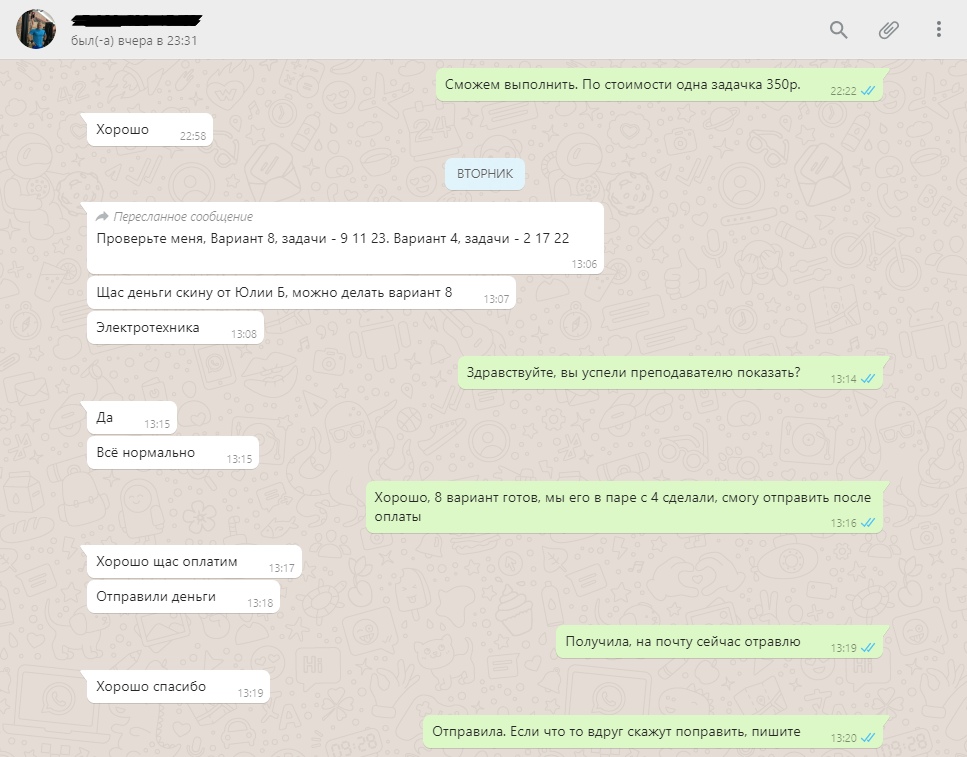 был(-а) вчера в 23:31
Сможем выполнить. По стоимости одна задачка 350р.
22:22
Хорошо
22:58
ВТОРНИК
Пересланное сообщение
Проверьте меня, Вариант 8, задачи - 9 11 23. Вариант 4, задачи - 2 17 22
13:06
Щас деньги скину от Юлии Б, можно делать вариант 8
13:07
Электротехника
13:08
Здравствуйте, вы успели преподавателю показать?
13:14
Да
13:15
Всё нормально
13:15
Хорошо, 8 вариант готов, мы его в паре с 4 сделали, смогу отправить после
оплаты
13:16
Хорошо щас оплатим
13:17
Отправили деньги
13:18
Получила, на почту сейчас отравлю
13:19
Хорошо спасибо
13:19
Отправила. Если что то вдруг скажут поправить, пишите
13:20